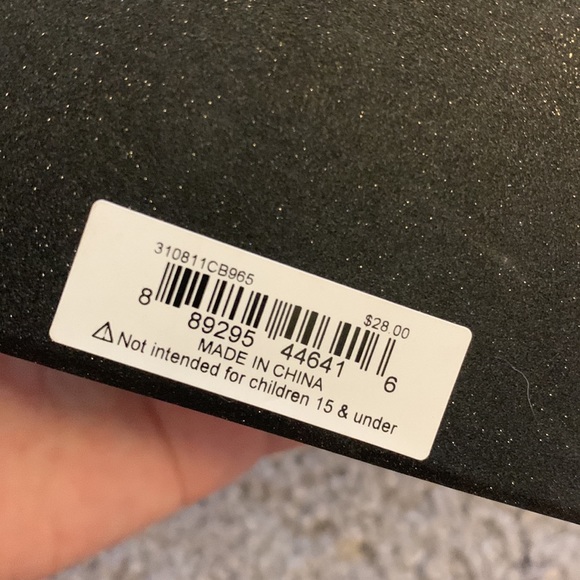 310811CB965
$28.00
8 89295 44641 6
MADE IN CHINA
⚠ Not intended for children 15 & under